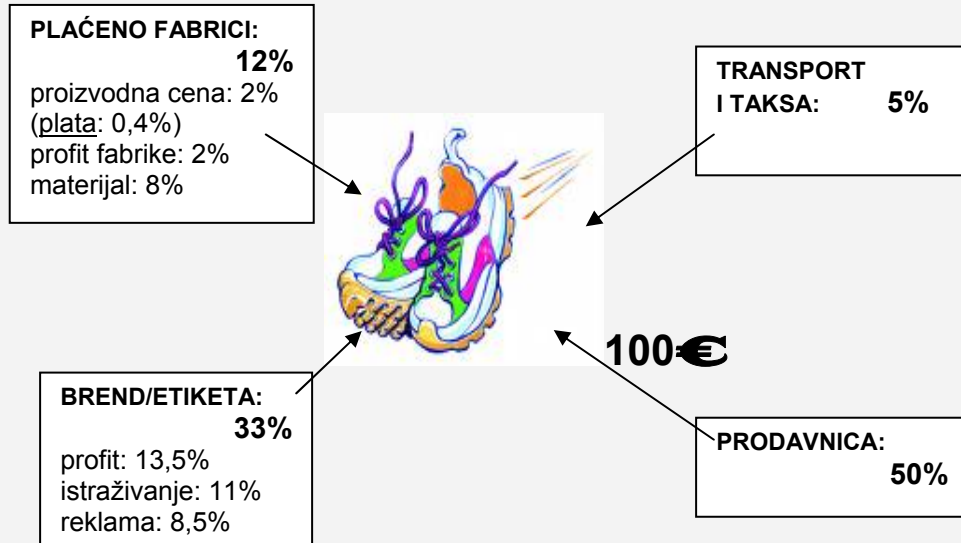 PLAĆENO FABRICI:
12%
proizvodna cena: 2%
(plata: 0,4%)
profit fabrike: 2%
materijal: 8%
TRANSPORT
I TAKSA: 5%
100€
BREND/ETIKETA:
33%
profit: 13,5%
istraživanje: 11%
reklama: 8,5%
PRODAVNICA:
50%